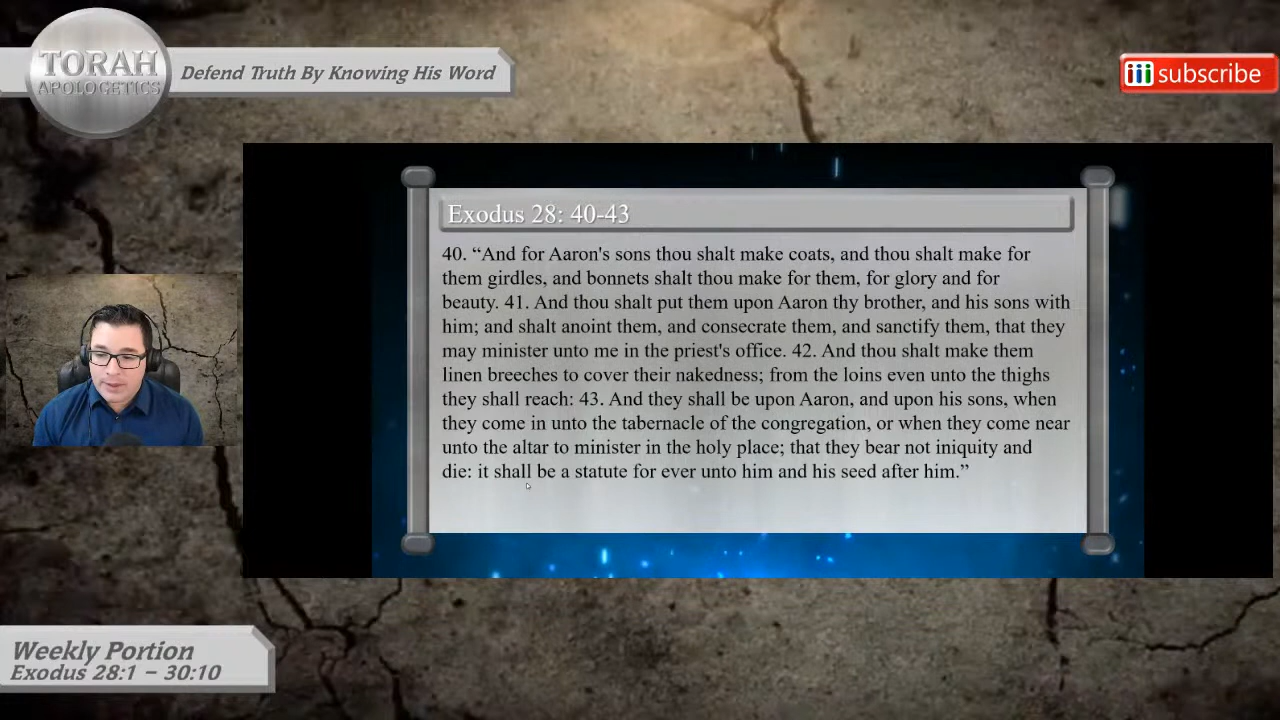 TORAH
APOLOGETICS
Defend Truth By Knowing His Word
subscribe
Exodus 28: 40-43
40. “And for Aaron's sons thou shalt make coats, and thou shalt make for
them girdles, and bonnets shalt thou make for them, for glory and for
beauty. 41. And thou shalt put them upon Aaron thy brother, and his sons with
him; and shalt anoint them, and consecrate them, and sanctify them, that they
may minister unto me in the priest's office. 42. And thou shalt make them
linen breeches to cover their nakedness; from the loins even unto the thighs
they shall reach: 43. And they shall be upon Aaron, and upon his sons, when
they come in unto the tabernacle of the congregation, or when they come near
unto the altar to minister in the holy place; that they bear not iniquity and
die: it shall be a statute for ever unto him and his seed after him.”
Weekly Portion
Exodus 28:1 – 30:10